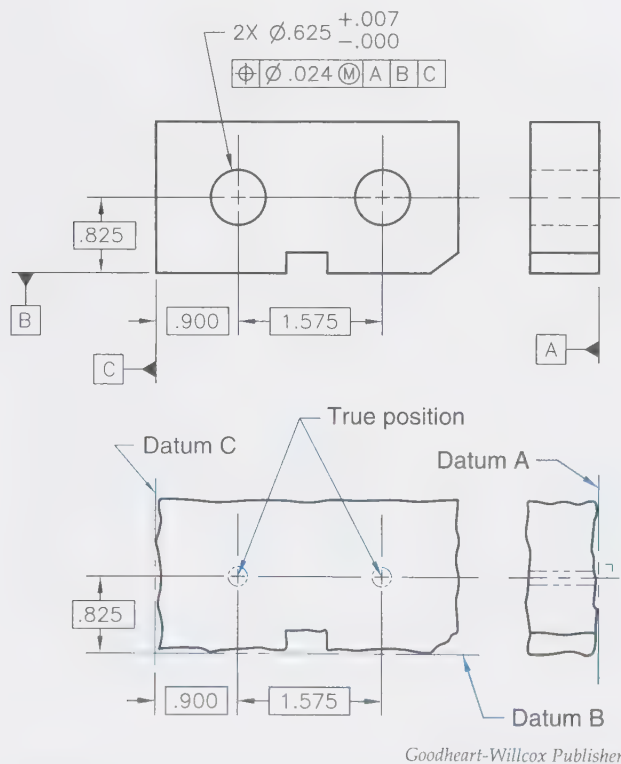 2X Ø.625 +.007
-.000
⌖ Ø .024 Ⓜ A B C
.825
B
.900 1.575
C
A
True position
Datum C
Datum A
.825
.900 1.575
Datum B
Goodheart-Willcox Publisher